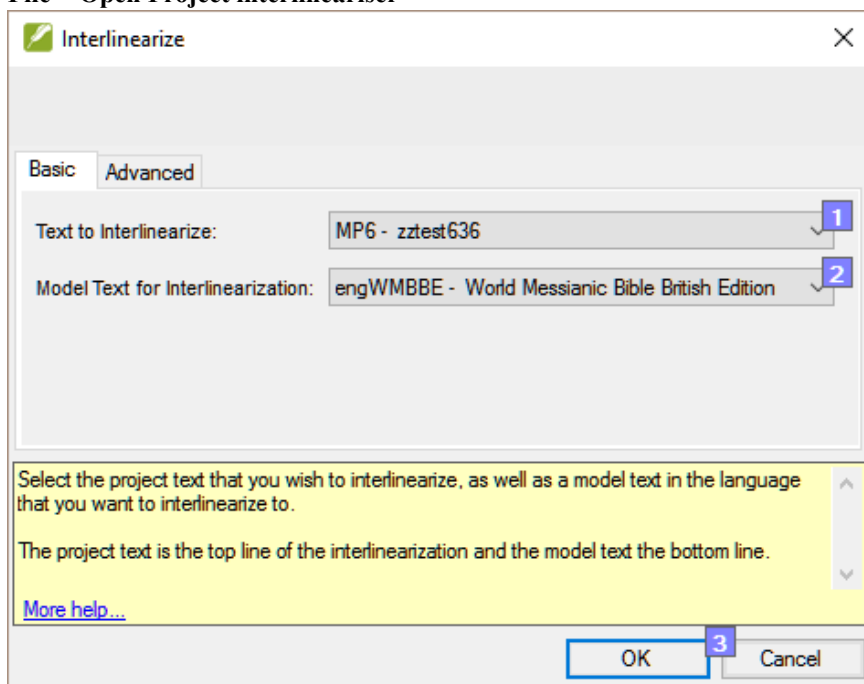 Interlinearize
Basic
Advanced
Text to Interlinearize:
MP6 - zztest636
1
Model Text for Interlinearization:
engWMBBE - World Messianic Bible British Edition
2
Select the project text that you wish to interlinearize, as well as a model text in the language
that you want to interlinearize to.
The project text is the top line of the interlinearization and the model text the bottom line.
More help...
OK
3
Cancel